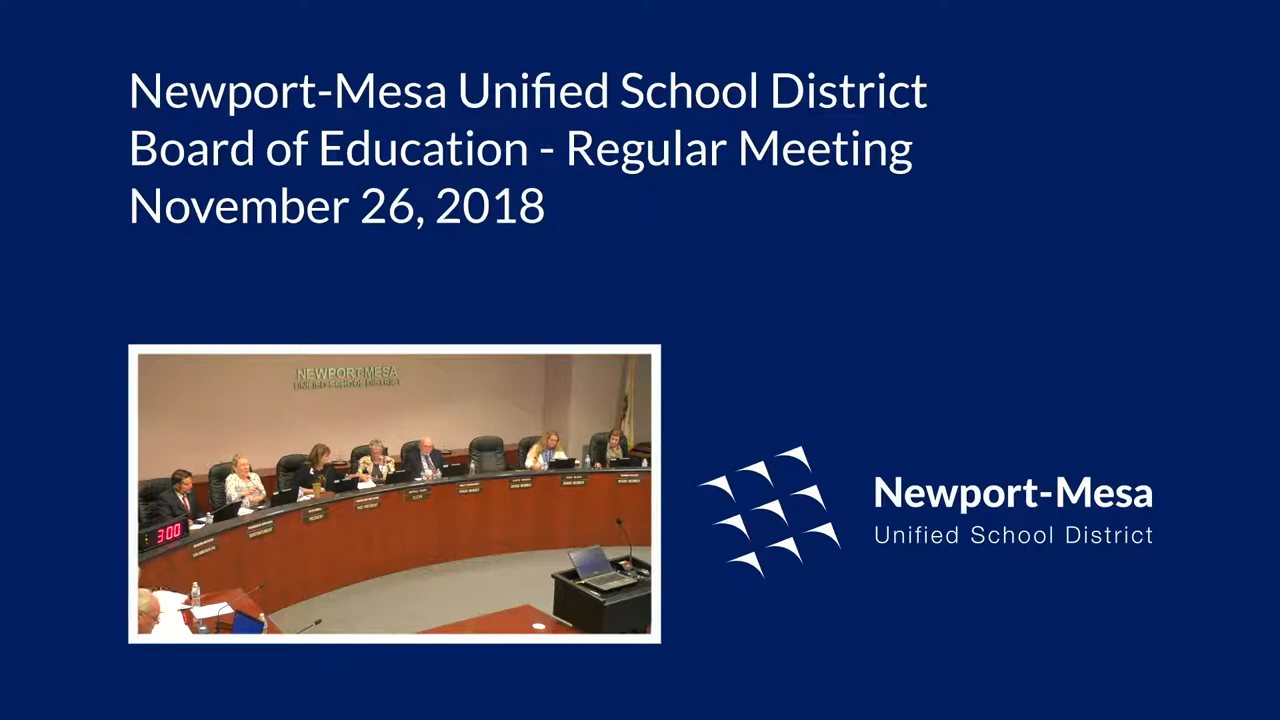 Newport-Mesa Unified School District
Board of Education - Regular Meeting
November 26, 2018
NEWPORT-MESA
UNIFIED SCHOOL DISTRICT
3:00
Newport-Mesa
Unified School District